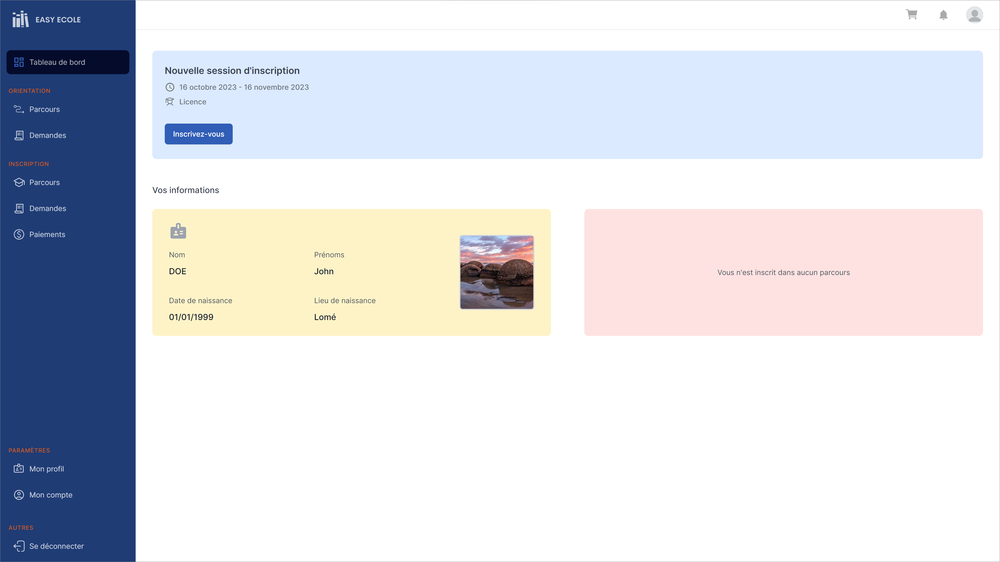 EASY ECOLE
Tableau de bord
ORIENTATION
Parcours
Demandes
INSCRIPTION
Parcours
Demandes
Paiements
PARAMÈTRES
Mon profil
Mon compte
AUTRES
Se déconnecter
Nouvelle session d'inscription
16 octobre 2023 - 16 novembre 2023
Licence
Inscrivez-vous
Vos informations
Nom
Prénoms
DOE
John
Date de naissance
Lieu de naissance
01/01/1999
Lomé
Vous n'est inscrit dans aucun parcours